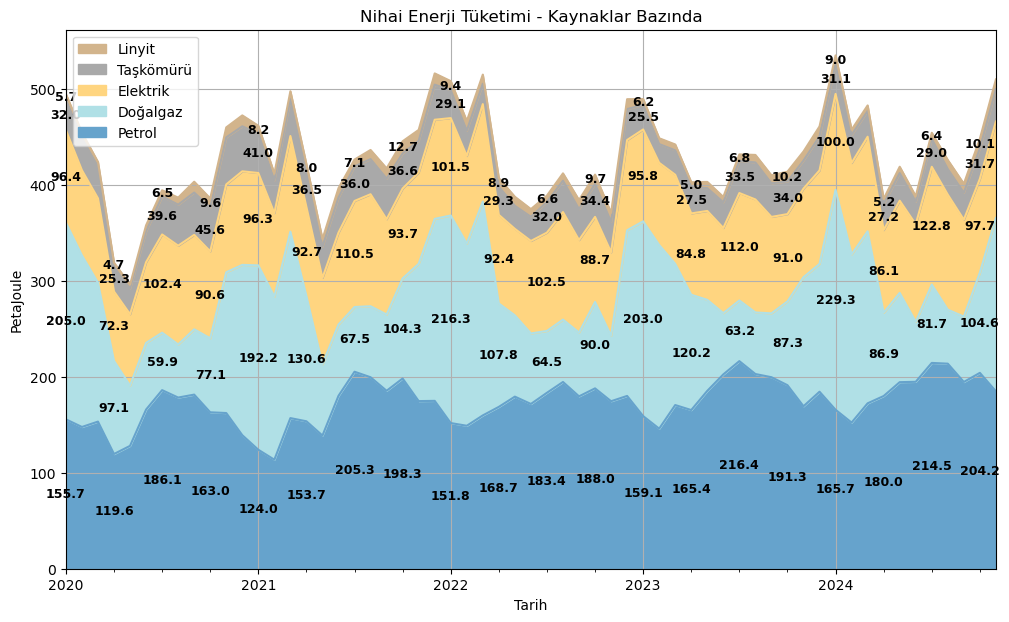 Nihai Enerji Tüketimi - Kaynaklar Bazında
Linyit
Taşkömürü
Elektrik
Doğalgaz
Petrol
PetaJoule
500
400
300
200
100
0
5.7 4.7 6.5 9.6 8.2 8.0 7.1 12.7 9.4 8.9 6.6 9.7 6.2 5.0 6.8 10.2 9.0 5.2 6.4 10.1
25.3 39.6 45.6 41.0 36.5 36.0 36.6 29.1 29.3 32.0 34.4 25.5 27.5 33.5 34.0 31.1 27.2 29.0 31.7
96.4 72.3 102.4 90.6 96.3 92.7 110.5 93.7 101.5 92.4 102.5 88.7 95.8 84.8 112.0 91.0 100.0 86.1 122.8 97.7
205.0 97.1 59.9 77.1 192.2 130.6 67.5 104.3 216.3 107.8 64.5 90.0 203.0 120.2 63.2 87.3 229.3 86.9 81.7 104.6
155.7 119.6 186.1 163.0 124.0 153.7 205.3 198.3 151.8 168.7 183.4 188.0 159.1 165.4 216.4 191.3 165.7 180.0 214.5 204.2
2020 2021 2022 2023 2024
Tarih